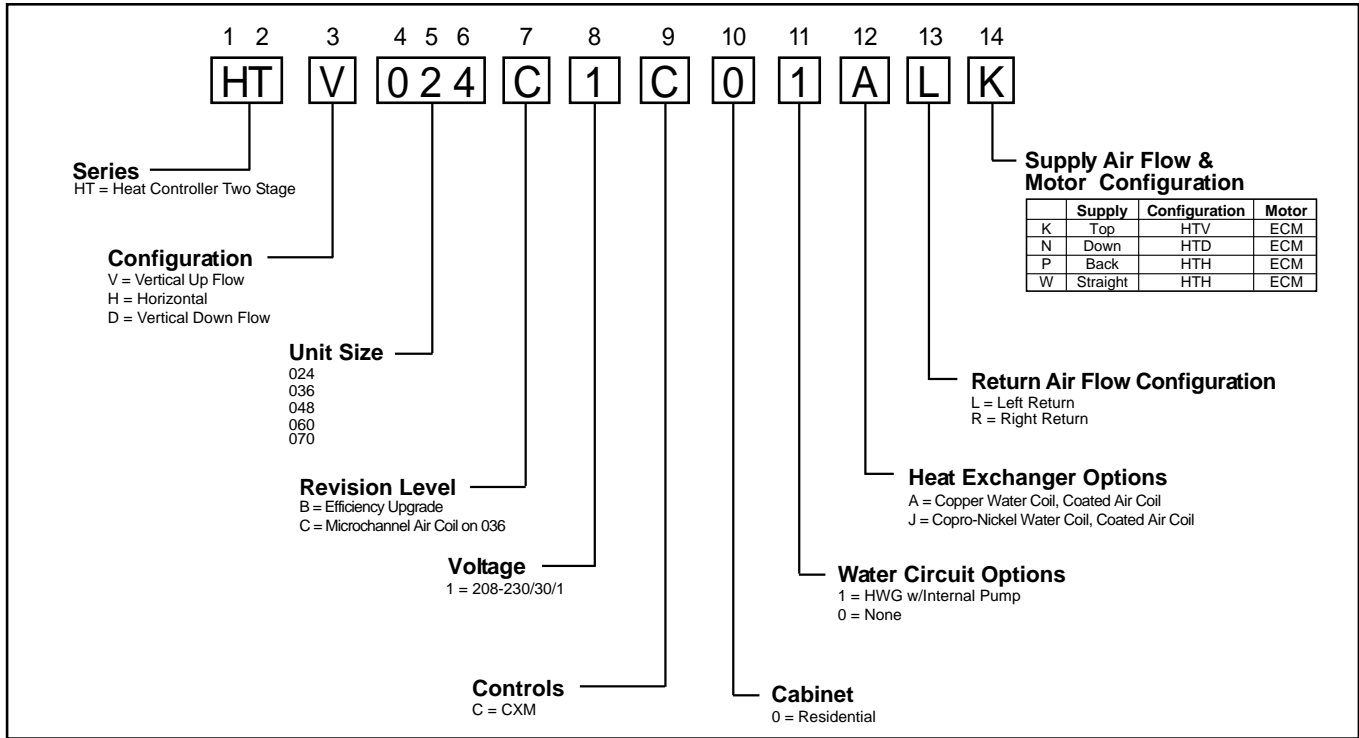 1 2 3 4 5 6 7 8 9 10 11 12 13 14
HT V 0 2 4 C 1 C 0 1 A L K
Series
HT = Heat Controller Two Stage
Configuration
V = Vertical Up Flow
H = Horizontal
D = Vertical Down Flow
Unit Size
024
036
048
060
070
Revision Level
B = Efficiency Upgrade
C = Microchannel Air Coil on 036
Voltage
1 = 208-230/30/1
Controls
C = CXM
Cabinet
0 = Residential
Water Circuit Options
1 = HWG w/Internal Pump
0 = None
Heat Exchanger Options
A = Copper Water Coil, Coated Air Coil
J = Copro-Nickel Water Coil, Coated Air Coil
Return Air Flow Configuration
L = Left Return
R = Right Return
Supply Air Flow &
Motor Configuration
Supply Configuration Motor
K Top HTV ECM
N Down HTD ECM
P Back HTH ECM
W Straight HTH ECM